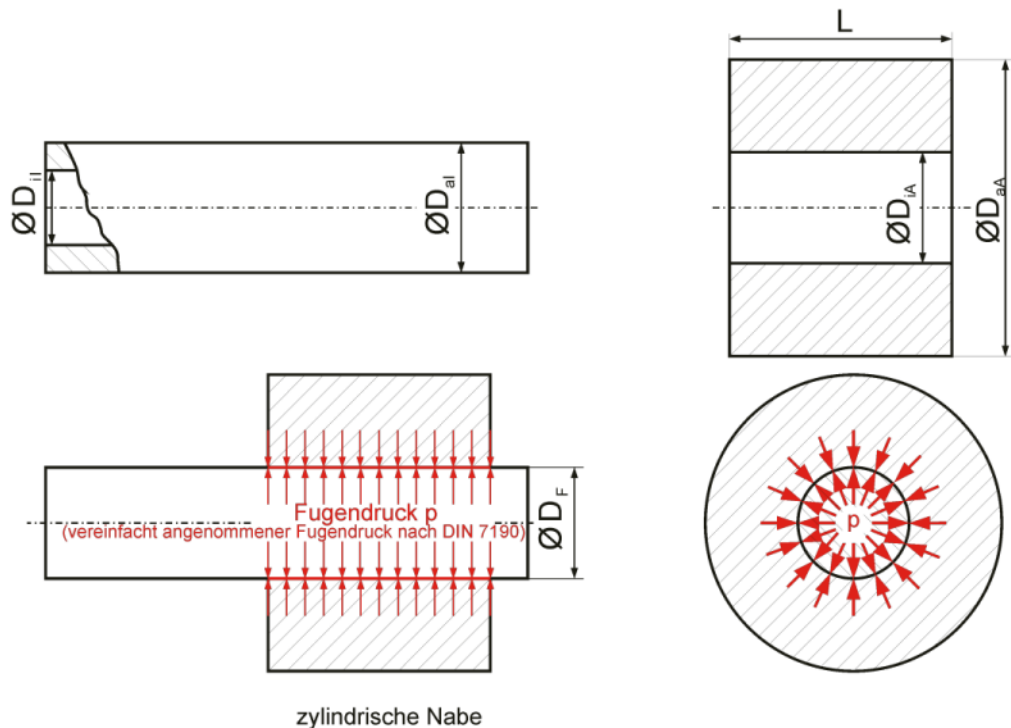 L
ØD_iI
ØD_aI
ØD_iA
ØD_aA
Fugendruck p
(vereinfacht angenommener Fugendruck nach DIN 7190)
ØD_F
p
zylindrische Nabe